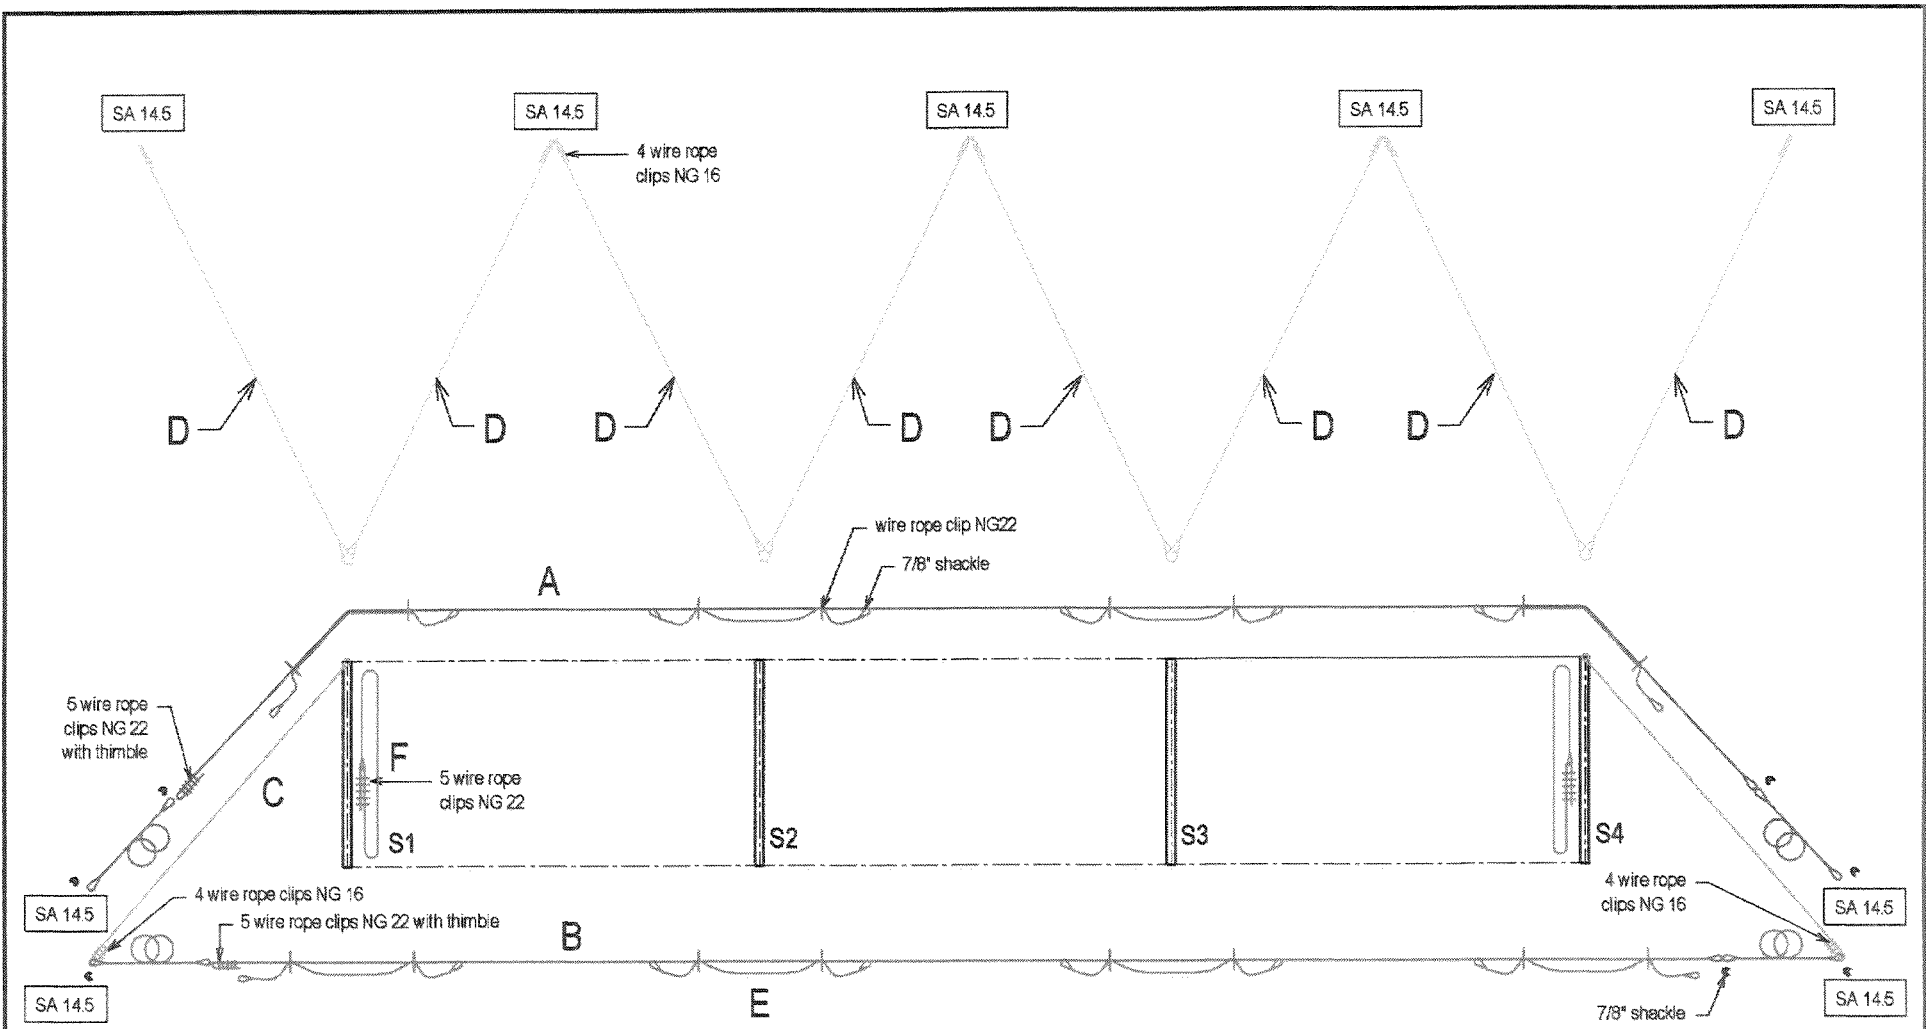 SA 14.5
SA 14.5
SA 14.5
SA 14.5
SA 14.5
4 wire rope
clips NG 16
D
D
D
D
D
D
D
D
wire rope clip NG22
7/8" shackle
A
5 wire rope
clips NG 22
with thimble
C
F
5 wire rope
clips NG 22
S1
S2
S3
S4
4 wire rope clips NG 16
4 wire rope
clips NG 16
SA 14.5
5 wire rope clips NG 22 with thimble
B
SA 14.5
SA 14.5
E
7/8" shackle
SA 14.5